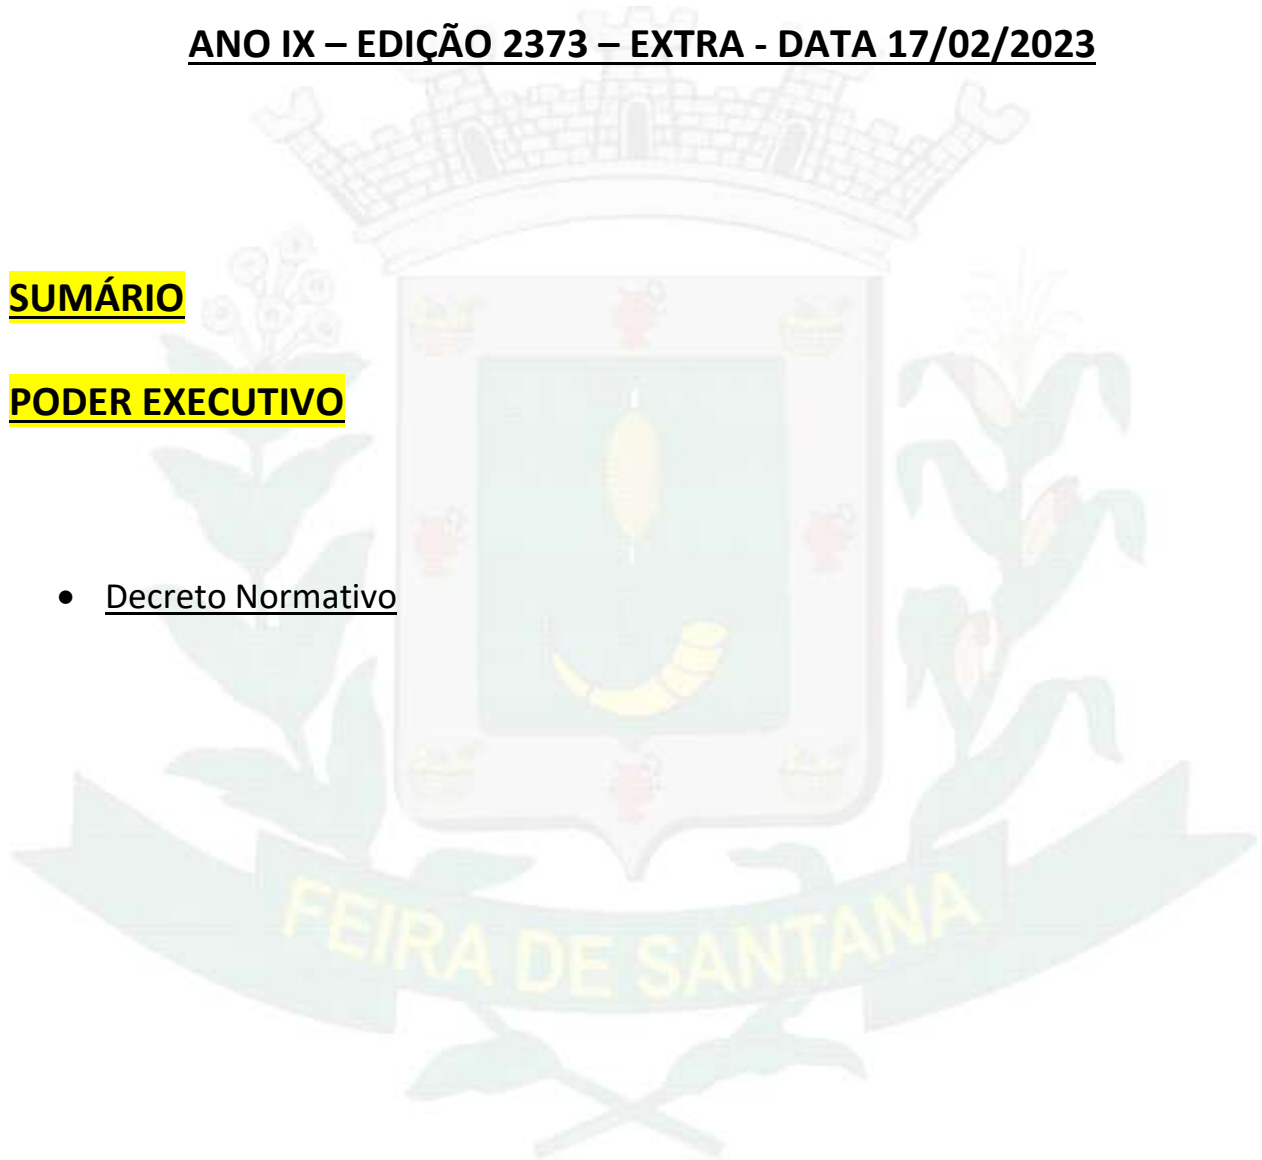 ANO IX – EDIÇÃO 2373 – EXTRA - DATA 17/02/2023
SUMÁRIO
PODER EXECUTIVO
• Decreto Normativo
FEIRA DE SANTANA